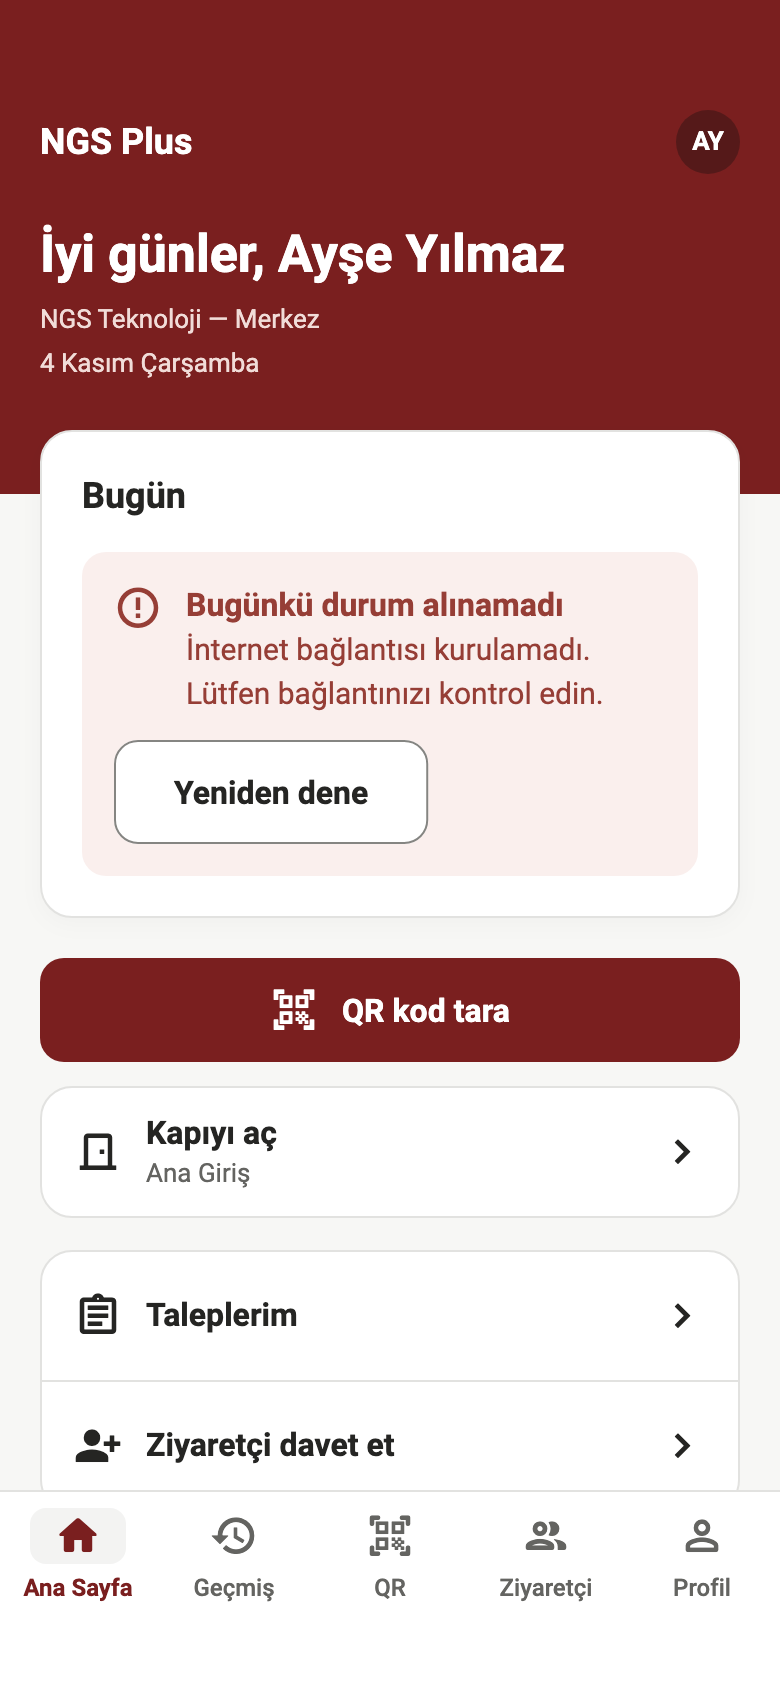 NGS Plus
AY
İyi günler, Ayşe Yılmaz
NGS Teknoloji — Merkez
4 Kasım Çarşamba
Bugün
Bugünkü durum alınamadı
İnternet bağlantısı kurulamadı.
Lütfen bağlantınızı kontrol edin.
Yeniden dene
QR kod tara
Kapıyı aç
Ana Giriş
Taleplerim
Ziyaretçi davet et
Ana Sayfa
Geçmiş
QR
Ziyaretçi
Profil